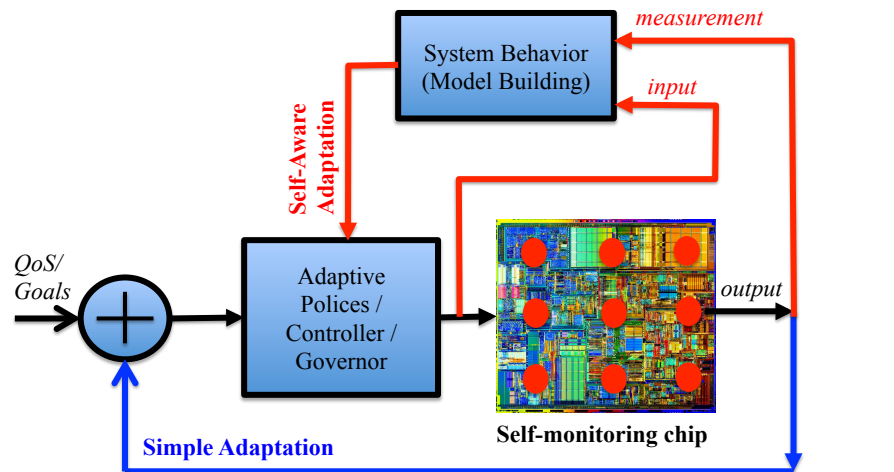 measurement
System Behavior
(Model Building)
input
Self-Aware
Adaptation
QoS/
Goals
Adaptive
Polices /
Controller /
Governor
output
Self-monitoring chip
Simple Adaptation